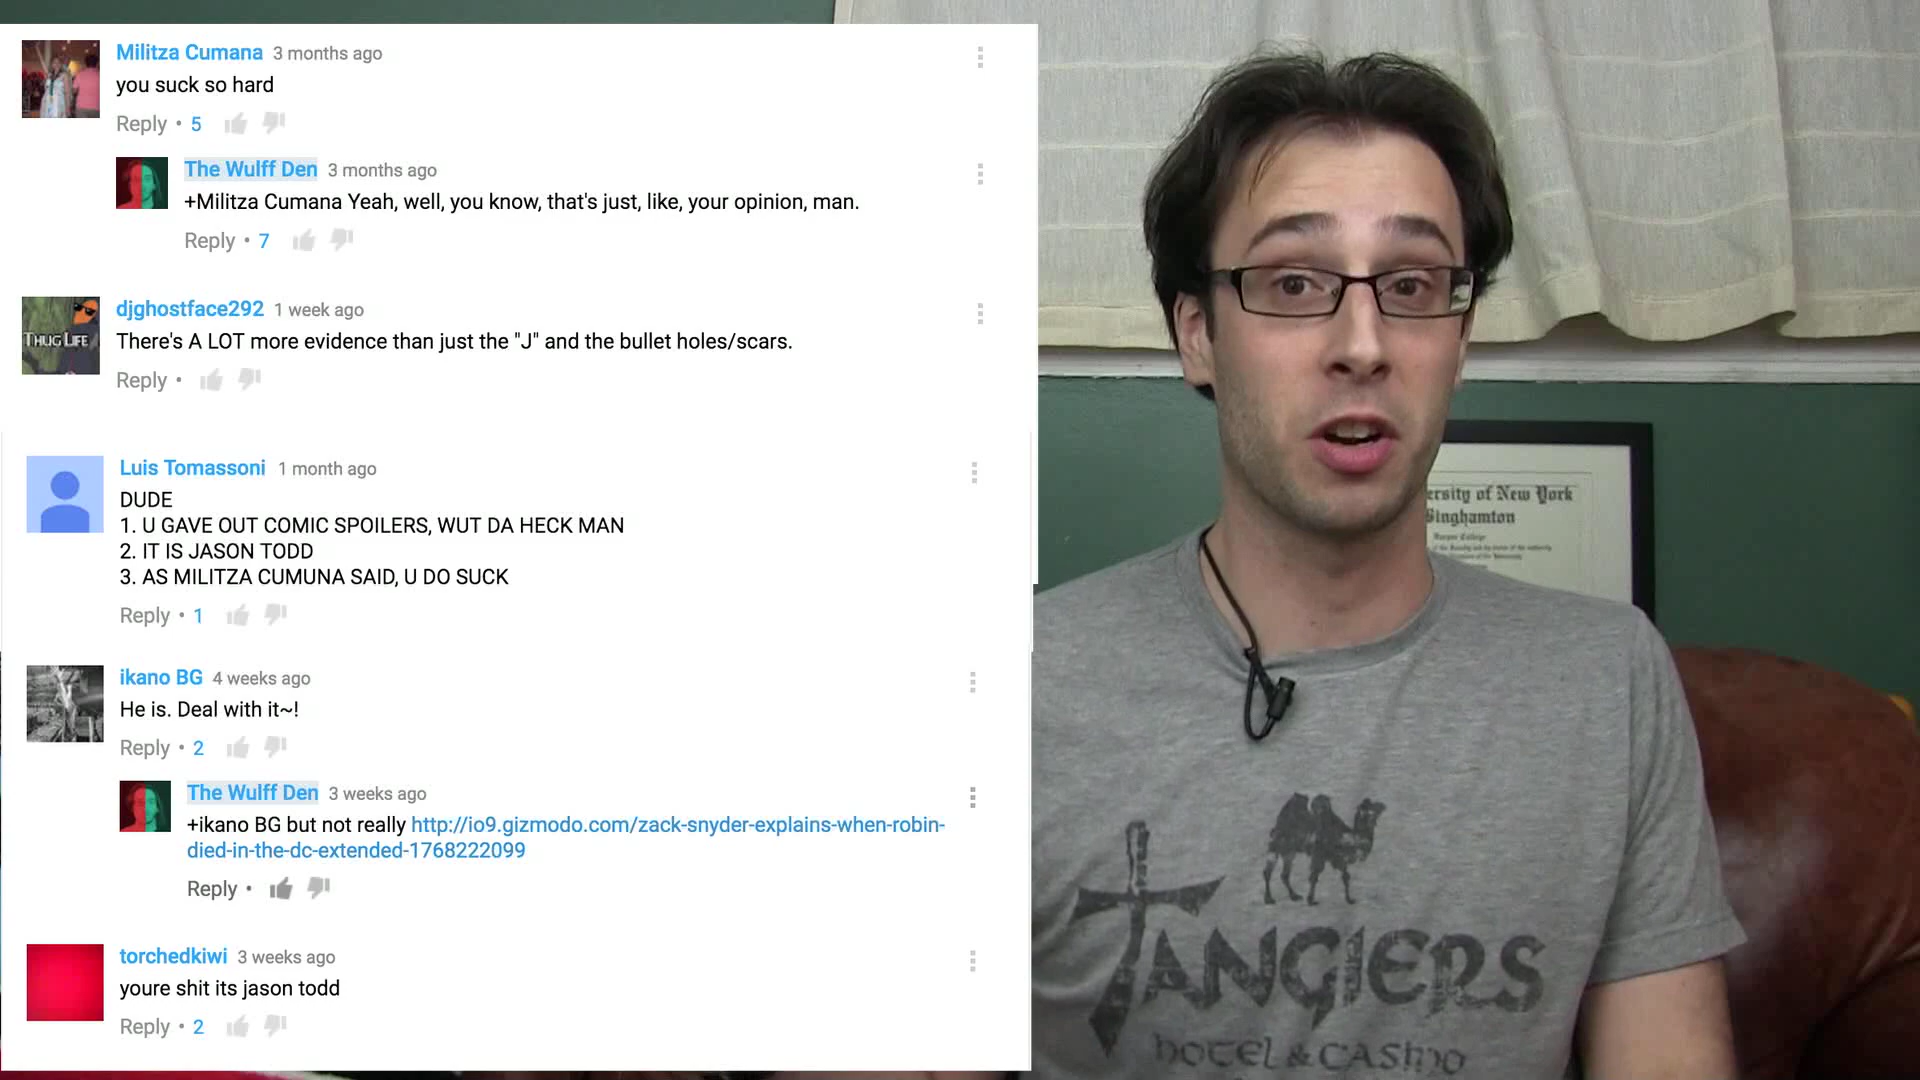 Militza Cumana 3 months ago
you suck so hard
Reply • 5
The Wulff Den 3 months ago
+Militza Cumana Yeah, well, you know, that's just, like, your opinion, man.
Reply • 7
THUG LIFE
djghostface292 1 week ago
There's A LOT more evidence than just the "J" and the bullet holes/scars.
Reply •
Luis Tomassoni 1 month ago
DUDE
1. U GAVE OUT COMIC SPOILERS, WUT DA HECK MAN
2. IT IS JASON TODD
3. AS MILITZA CUMUNA SAID, U DO SUCK
Reply • 1
ikano BG 4 weeks ago
He is. Deal with it~!
Reply • 2
The Wulff Den 3 weeks ago
+ikano BG but not really http://io9.gizmodo.com/zack-snyder-explains-when-robin-
died-in-the-dc-extended-1768222099
Reply •
torchedkiwi 3 weeks ago
youre shit its jason todd
Reply • 2
ersity of New York
Binghamton
Harpur College
TANGIERS
HOTEL & CASINO